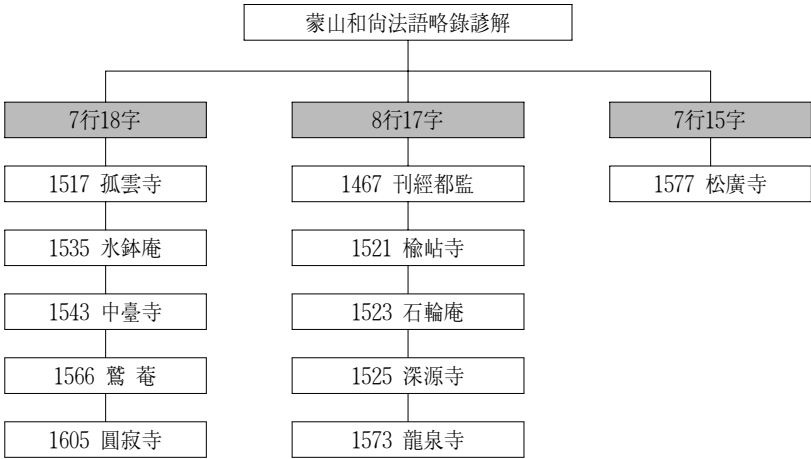 蒙山和尙法語略錄諺解
7行18字
8行17字
7行15字
1517 孤雲寺
1467 刊經都監
1577 松廣寺
1535 氷鉢庵
1521 楡岾寺
1543 中臺寺
1523 石輪庵
1566 鷲 菴
1525 深源寺
1605 圓寂寺
1573 龍泉寺